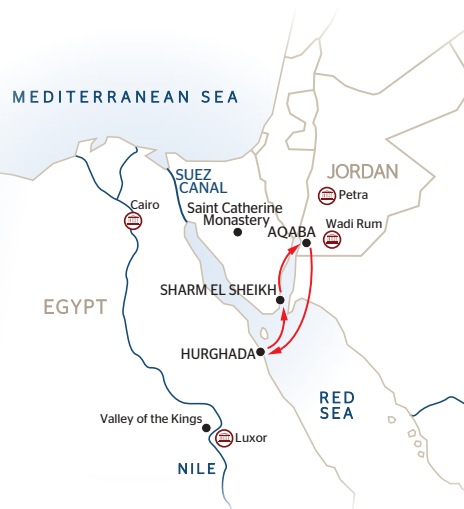 MEDITERRANEAN SEA
SUEZ
CANAL
JORDAN
Petra
Cairo
Saint Catherine
Monastery
Wadi Rum
AQABA
SHARM EL SHEIKH
EGYPT
HURGHADA
RED
SEA
Valley of the Kings
Luxor
NILE